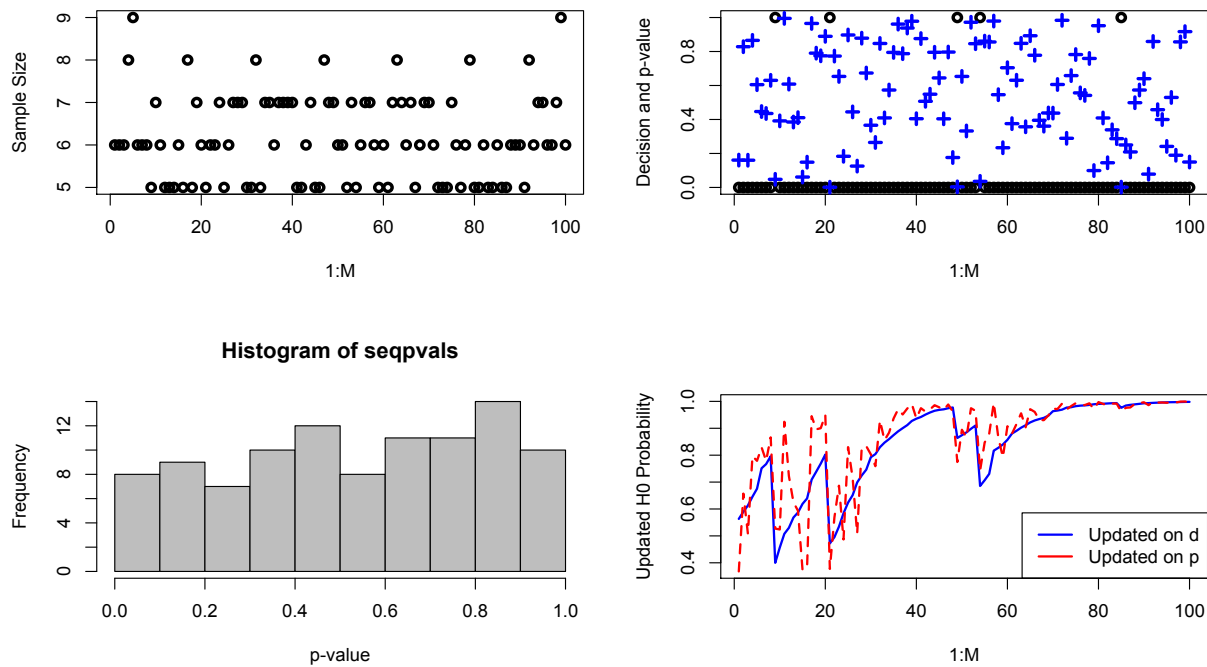 Sample Size
9
8
7
6
5
0 20 40 60 80 100
1:M
Decision and p-value
0.8
0.4
0.0
0 20 40 60 80 100
1:M
Histogram of seqpvals
Frequency
12
8
4
0
0.0 0.2 0.4 0.6 0.8 1.0
p-value
Updated H0 Probability
1.0
0.8
0.6
0.4
Updated on d
Updated on p
0 20 40 60 80 100
1:M